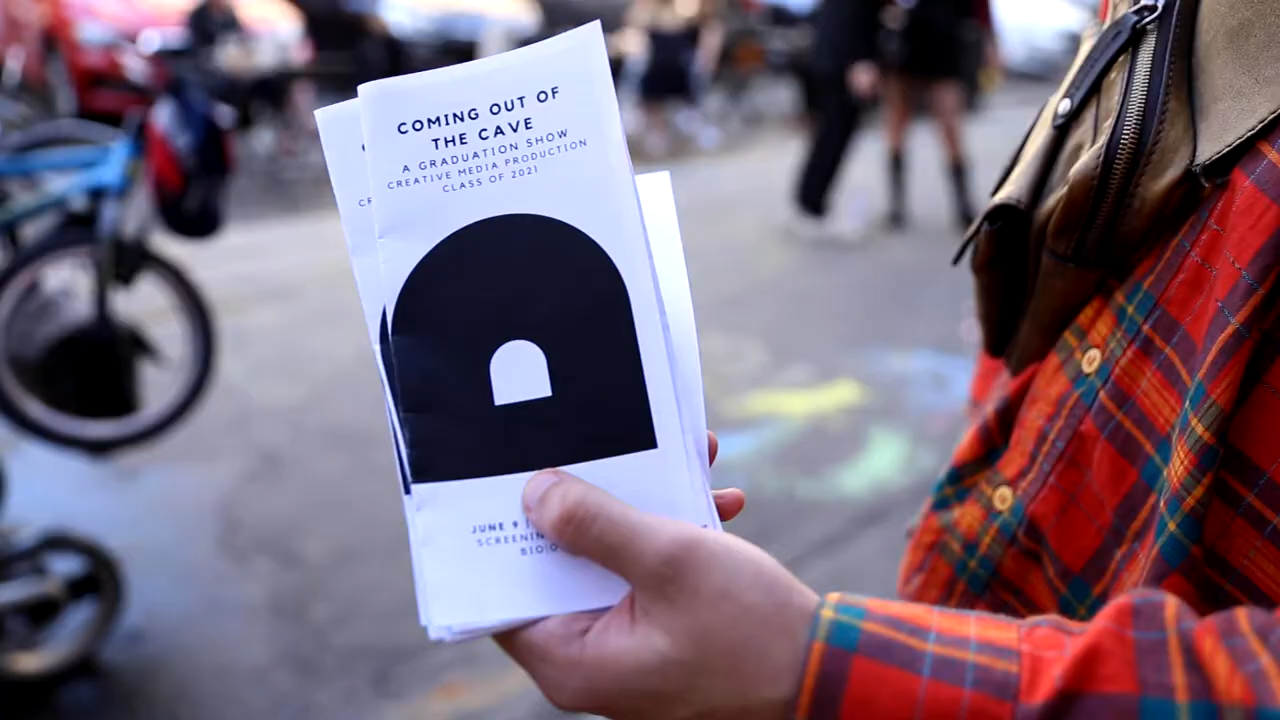 COMING OUT OF
THE CAVE
A GRADUATION SHOW
CREATIVE MEDIA PRODUCTION
CLASS OF 2021
JUNE 9